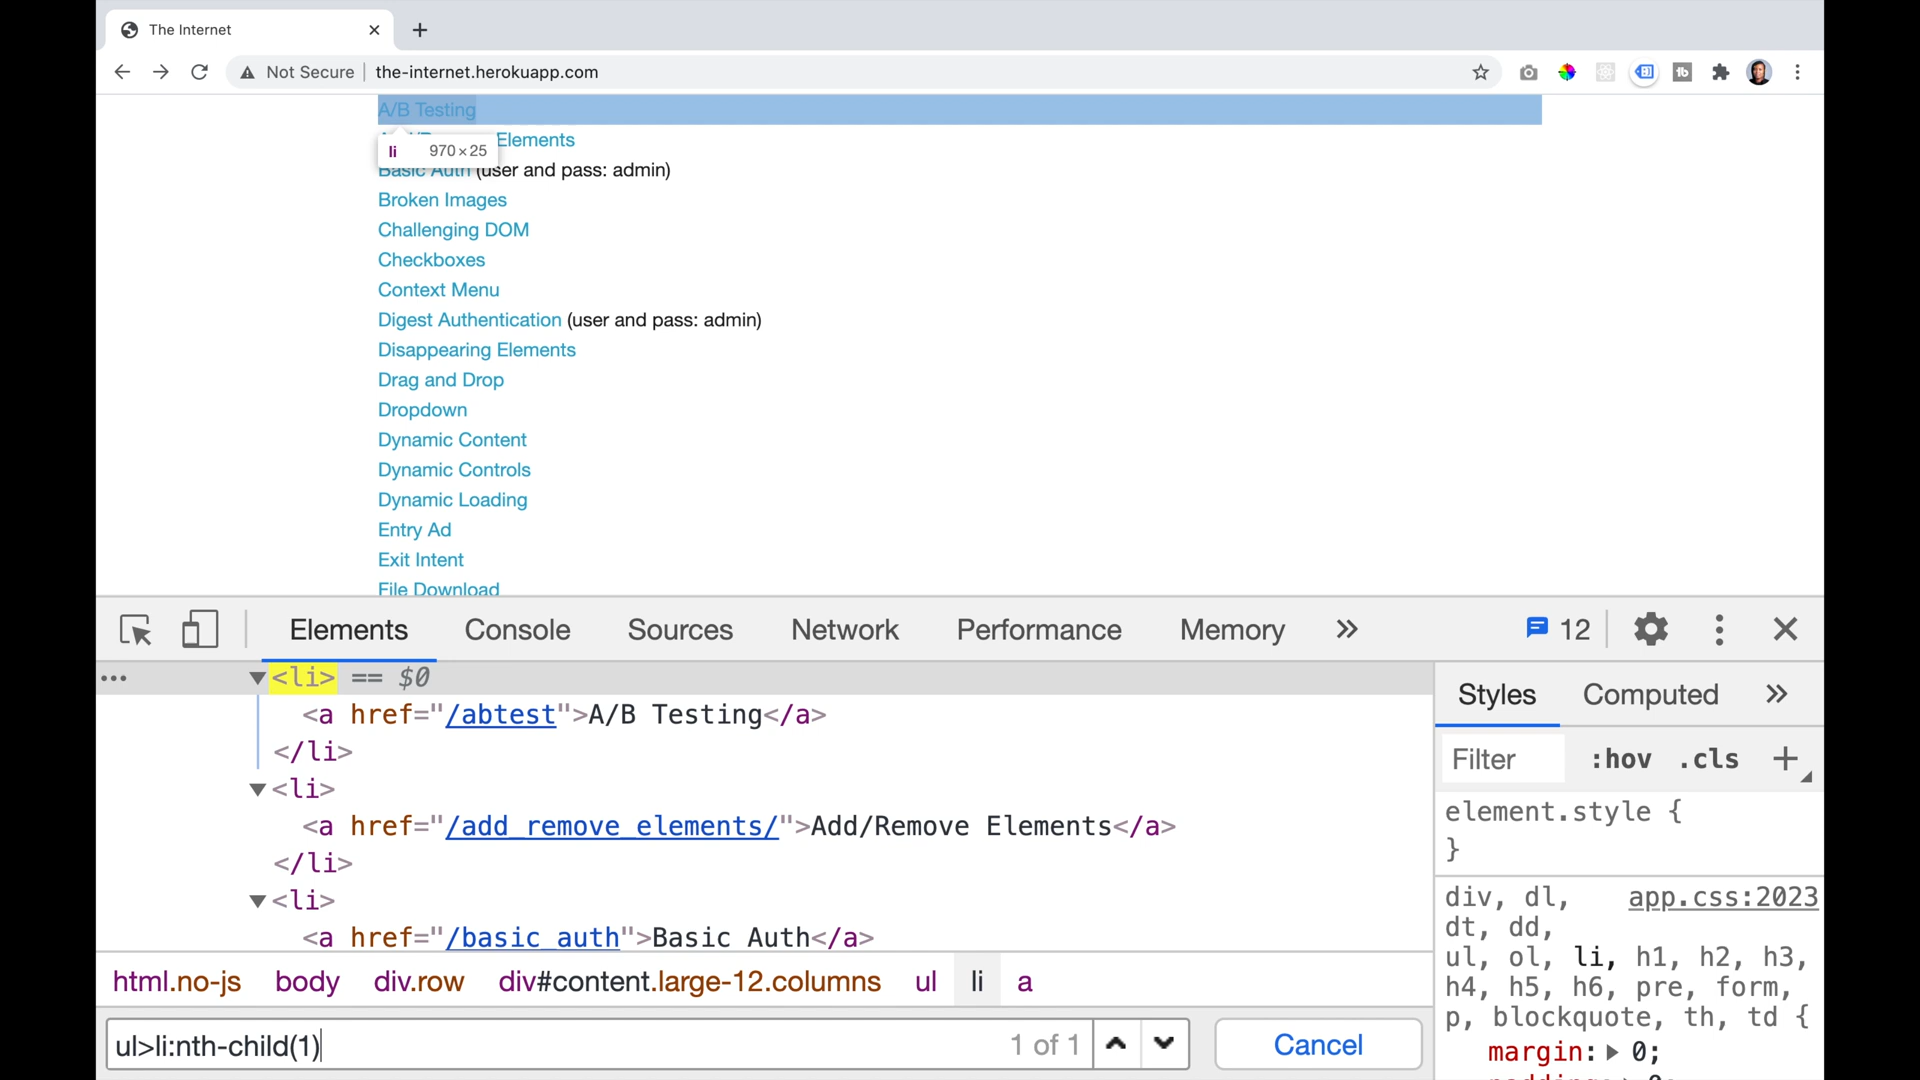 The Internet
Not Secure the-internet.herokuapp.com
A/B Testing
Elements
li 970×25
Basic Auth (user and pass: admin)
Broken Images
Challenging DOM
Checkboxes
Context Menu
Digest Authentication (user and pass: admin)
Disappearing Elements
Drag and Drop
Dropdown
Dynamic Content
Dynamic Controls
Dynamic Loading
Entry Ad
Exit Intent
File Download
Elements Console Sources Network Performance Memory » 12
<li> == $0
<a href="/abtest">A/B Testing</a>
</li>
<li>
<a href="/add_remove_elements/">Add/Remove Elements</a>
</li>
<li>
<a href="/basic_auth">Basic Auth</a>
html.no-js body div.row div#content.large-12.columns ul li a
ul>li:nth-child(1) 1 of 1 Cancel
Styles Computed »
Filter :hov .cls +
element.style {
}
div, dl, app.css:2023
dt, dd,
ul, ol, li, h1, h2, h3,
h4, h5, h6, pre, form,
p, blockquote, th, td {
margin: 0;